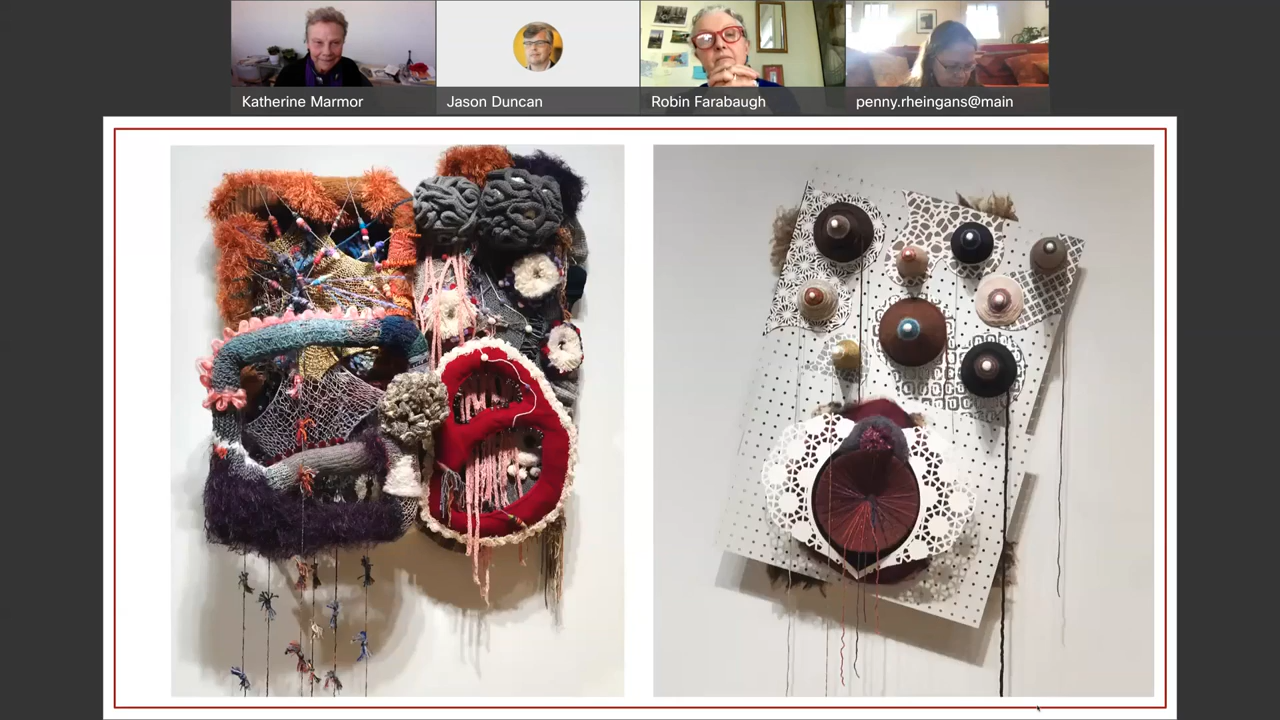 Katherine Marmor
Jason Duncan
Robin Farabaugh
penny.rheingans@main